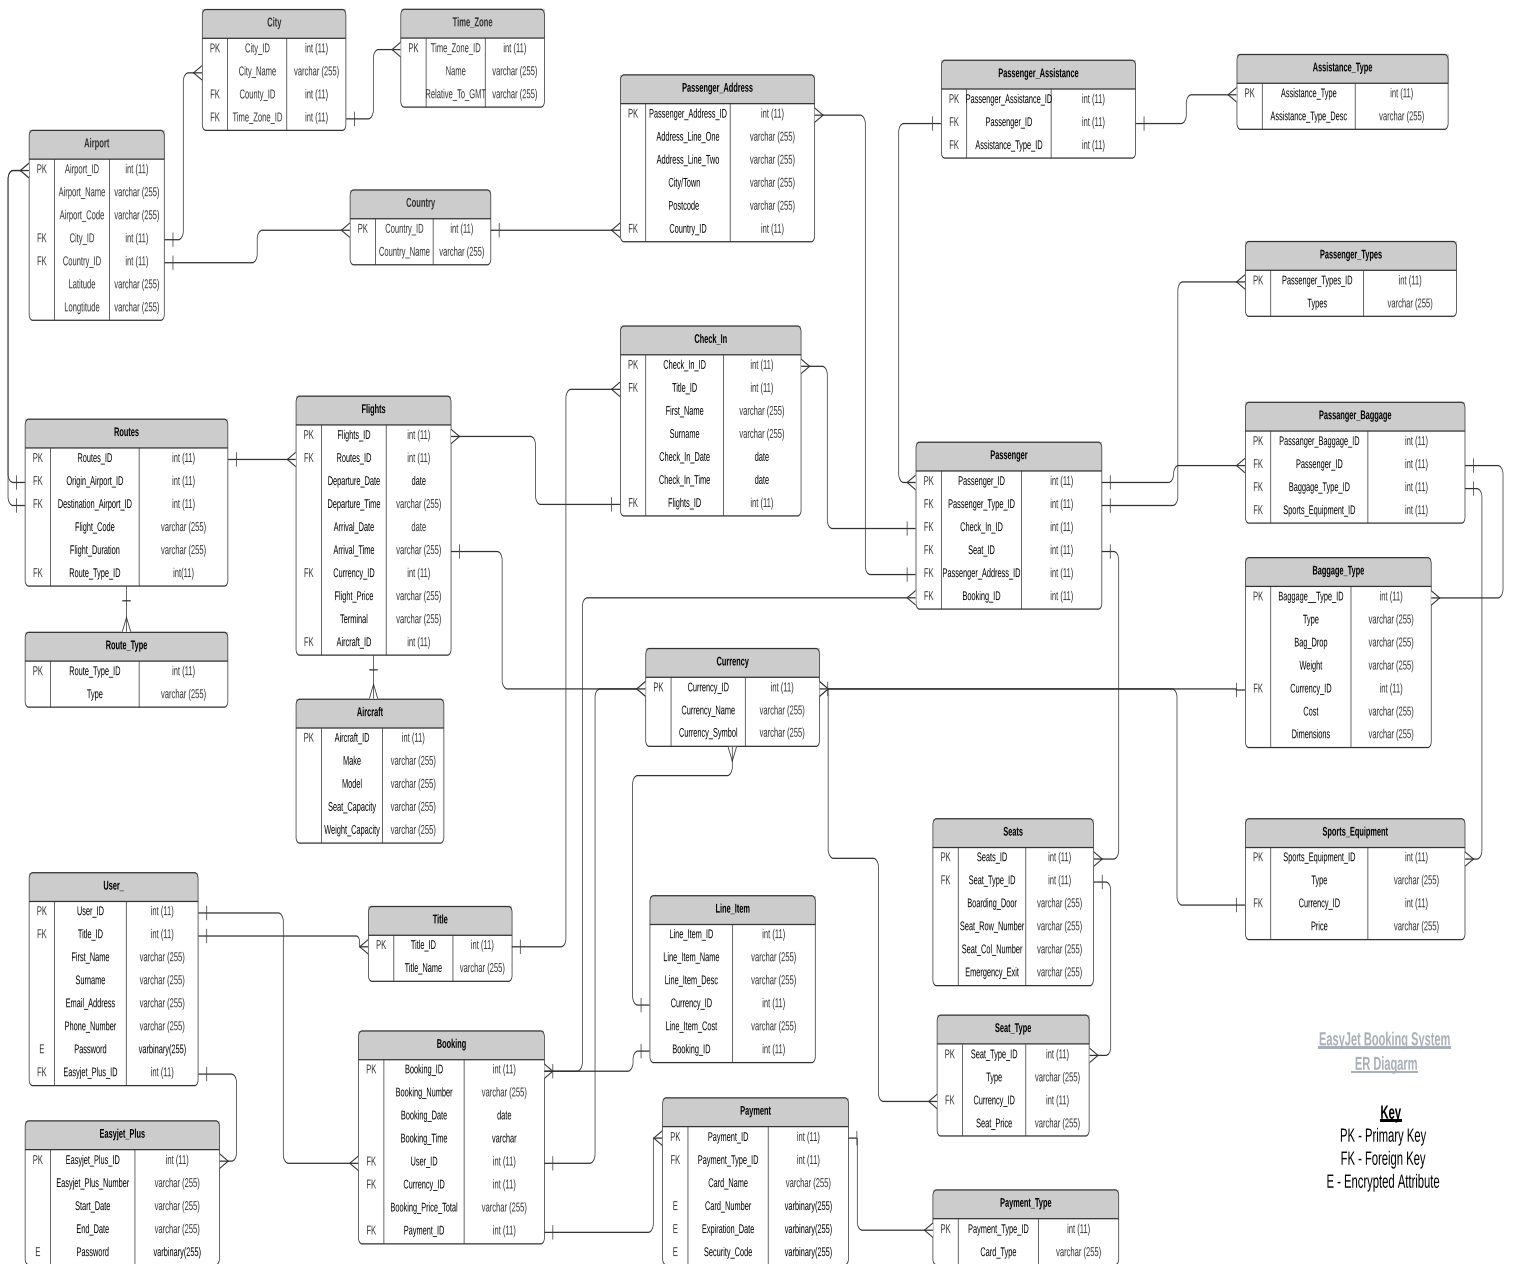 City
PK City_ID int (11)
City_Name varchar (255)
FK County_ID int (11)
FK Time_Zone_ID int (11)
Time_Zone
PK Time_Zone_ID int (11)
Name varchar (255)
Relative_To_GMT varchar (255)
Passenger_Address
PK Passenger_Address_ID int (11)
Address_Line_One varchar (255)
Address_Line_Two varchar (255)
City/Town varchar (255)
Postcode varchar (255)
FK Country_ID int (11)
Passenger_Assistance
PK Passenger_Assistance_ID int (11)
FK Passenger_ID int (11)
FK Assistance_Type_ID int (11)
Assistance_Type
PK Assistance_Type int (11)
Assistance_Type_Desc varchar (255)
Airport
PK Airport_ID int (11)
Airport_Name varchar (255)
Airport_Code varchar (255)
FK City_ID int (11)
FK Country_ID int (11)
Latitude varchar (255)
Longtitude varchar (255)
Country
PK Country_ID int (11)
Country_Name varchar (255)
Passenger_Types
PK Passenger_Types_ID int (11)
Types varchar (255)
Check_In
PK Check_In_ID int (11)
FK Title_ID int (11)
First_Name varchar (255)
Surname varchar (255)
Check_In_Date date
Check_In_Time date
FK Flights_ID int (11)
Routes
PK Routes_ID int (11)
FK Origin_Airport_ID int (11)
FK Destination_Airport_ID int (11)
Flight_Code varchar (255)
Flight_Duration varchar (255)
FK Route_Type_ID int(11)
Flights
PK Flights_ID int (11)
FK Routes_ID int (11)
Departure_Date date
Departure_Time varchar (255)
Arrival_Date date
Arrival_Time varchar (255)
FK Currency_ID int (11)
Flight_Price varchar (255)
Terminal varchar (255)
FK Aircraft_ID int (11)
Passenger
PK Passenger_ID int (11)
FK Passenger_Type_ID int (11)
FK Check_In_ID int (11)
FK Seat_ID int (11)
FK Passenger_Address_ID int (11)
FK Booking_ID int (11)
Passanger_Baggage
PK Passanger_Baggage_ID int (11)
FK Passenger_ID int (11)
FK Baggage_Type_ID int (11)
FK Sports_Equipment_ID int (11)
Baggage_Type
PK Baggage__Type_ID int (11)
Type varchar (255)
Bag_Drop varchar (255)
Weight varchar (255)
FK Currency_ID int (11)
Cost varchar (255)
Dimensions varchar (255)
Route_Type
PK Route_Type_ID int (11)
Type varchar (255)
Aircraft
PK Aircraft_ID int (11)
Make varchar (255)
Model varchar (255)
Seat_Capacity varchar (255)
Weight_Capacity varchar (255)
Currency
PK Currency_ID int (11)
Currency_Name varchar (255)
Currency_Symbol varchar (255)
Seats
PK Seats_ID int (11)
FK Seat_Type_ID int (11)
Boarding_Door varchar (255)
Seat_Row_Number varchar (255)
Seat_Col_Number varchar (255)
Emergency_Exit varchar (255)
Sports_Equipment
PK Sports_Equipment_ID int (11)
Type varchar (255)
FK Currency_ID int (11)
Price varchar (255)
User_
PK User_ID int (11)
FK Title_ID int (11)
First_Name varchar (255)
Surname varchar (255)
Email_Address varchar (255)
Phone_Number varchar (255)
E Password varbinary(255)
FK Easyjet_Plus_ID int (11)
Title
PK Title_ID int (11)
Title_Name varchar (255)
Line_Item
Line_Item_ID int (11)
Line_Item_Name varchar (255)
Line_Item_Desc varchar (255)
Currency_ID int (11)
Line_Item_Cost varchar (255)
Booking_ID int (11)
Seat_Type
PK Seat_Type_ID int (11)
Type varchar (255)
FK Currency_ID int (11)
Seat_Price varchar (255)
Booking
PK Booking_ID int (11)
Booking_Number varchar (255)
Booking_Date date
Booking_Time varchar
FK User_ID int (11)
FK Currency_ID int (11)
Booking_Price_Total varchar (255)
FK Payment_ID int (11)
Easyjet_Plus
PK Easyjet_Plus_ID int (11)
Easyjet_Plus_Number varchar (255)
Start_Date varchar (255)
End_Date varchar (255)
E Password varbinary(255)
Payment
PK Payment_ID int (11)
FK Payment_Type_ID int (11)
Card_Name varchar (255)
E Card_Number varbinary(255)
E Expiration_Date varbinary(255)
E Security_Code varbinary(255)
Payment_Type
PK Payment_Type_ID int (11)
Card_Type varchar (255)
EasyJet Booking System
ER Diagarm
Key
PK - Primary Key
FK - Foreign Key
E - Encrypted Attribute